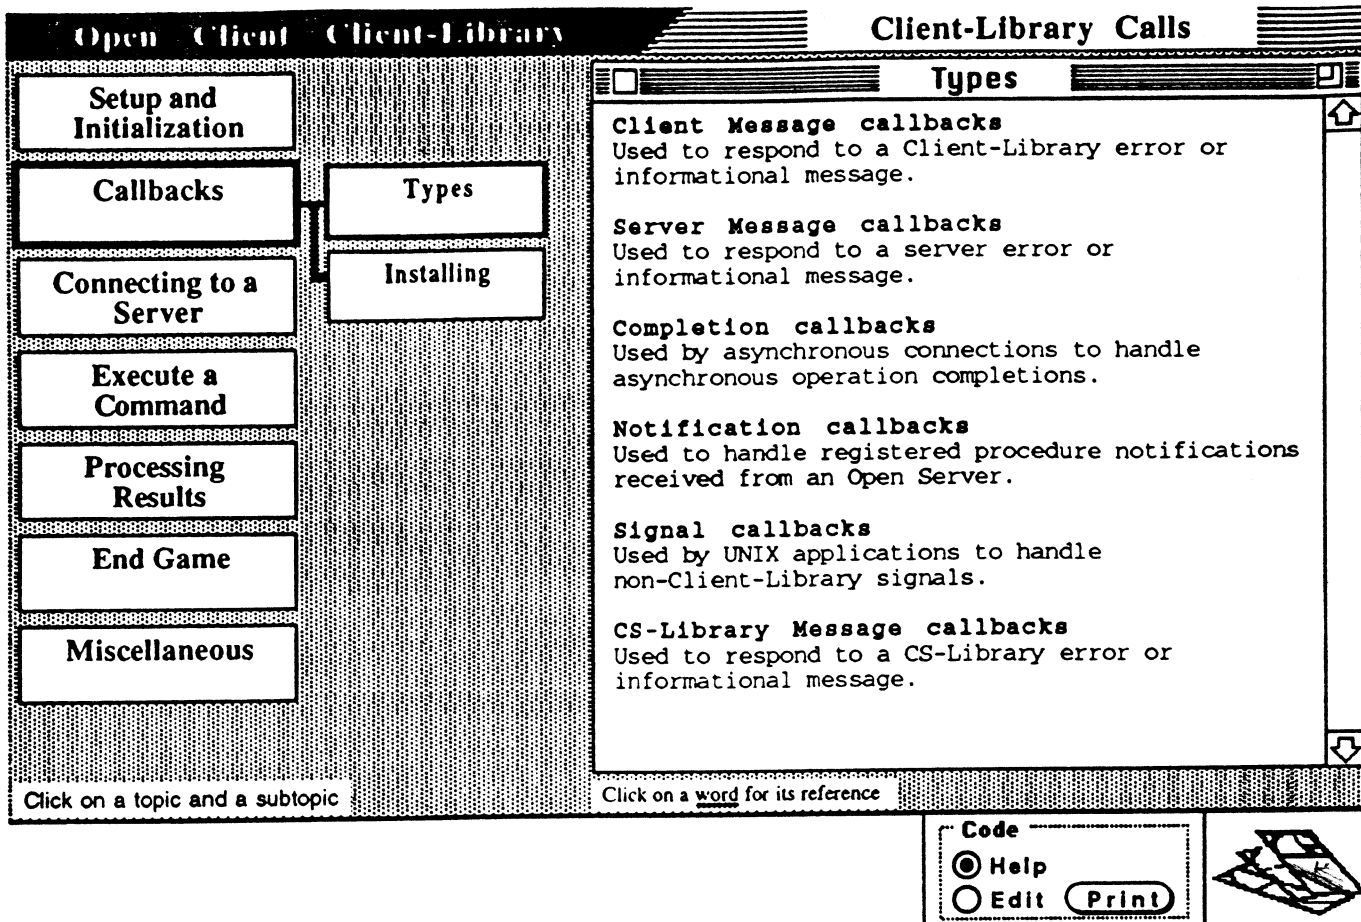 Open Client Client-Library
Client-Library Calls
Setup and
Initialization
Callbacks
Connecting to a
Server
Execute a
Command
Processing
Results
End Game
Miscellaneous
Types
Installing
Click on a topic and a subtopic
Types
Client Message callbacks
Used to respond to a Client-Library error or
informational message.
Server Message callbacks
Used to respond to a server error or
informational message.
Completion callbacks
Used by asynchronous connections to handle
asynchronous operation completions.
Notification callbacks
Used to handle registered procedure notifications
received from an Open Server.
Signal callbacks
Used by UNIX applications to handle
non-Client-Library signals.
CS-Library Message callbacks
Used to respond to a CS-Library error or
informational message.
Click on a word for its reference
Code
Help
Edit Print